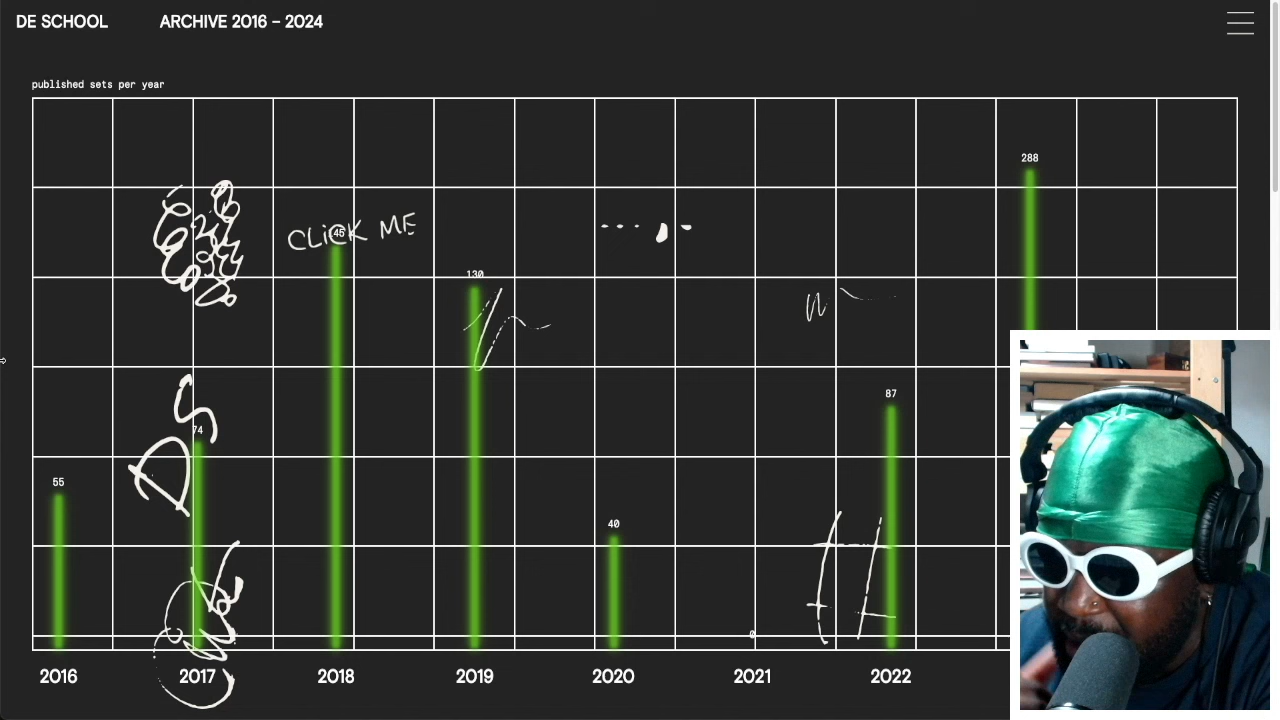 DE SCHOOL ARCHIVE 2016 – 2024
published sets per year
288
CLiCK ME
130
87
74
55
40
0
2016 2017 2018 2019 2020 2021 2022